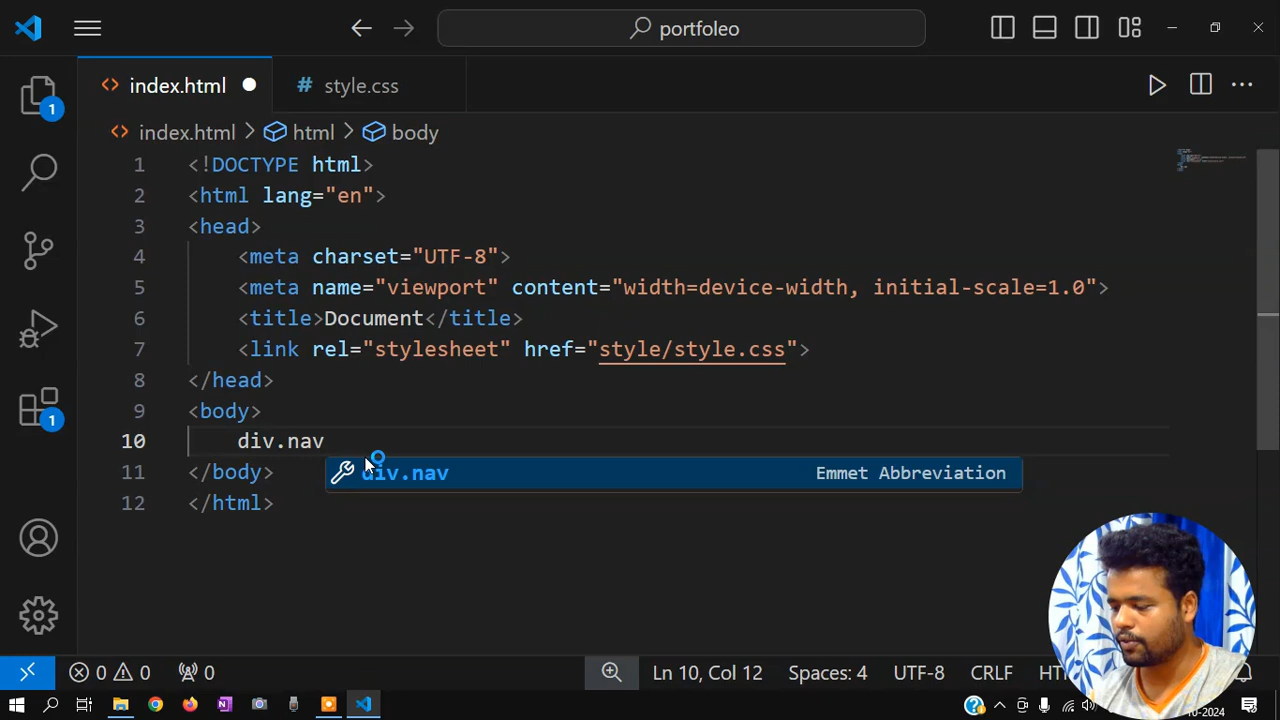 portfoleo
index.html
# style.css
1
index.html > html > body
1 <!DOCTYPE html>
2 <html lang="en">
3 <head>
4 <meta charset="UTF-8">
5 <meta name="viewport" content="width=device-width, initial-scale=1.0">
6 <title>Document</title>
7 <link rel="stylesheet" href="style/style.css">
8 </head>
9 <body>
10 div.nav
11 </body>
div.nav Emmet Abbreviation
12 </html>
1
0 0 0
Ln 10, Col 12 Spaces: 4 UTF-8 CRLF
-2024